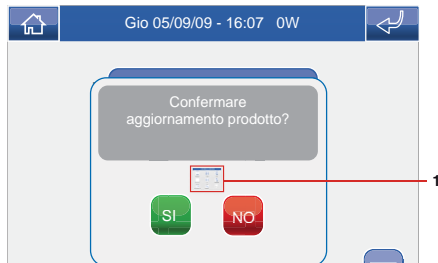 Gio 05/09/09 - 16:07 0W
Confermare
aggiornamento prodotto?
1
SI
NO